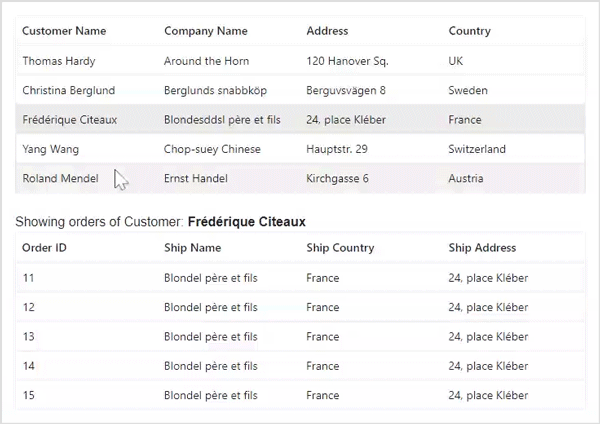 Customer Name Company Name Address Country
Thomas Hardy Around the Horn 120 Hanover Sq. UK
Christina Berglund Berglunds snabbköp Berguvsvägen 8 Sweden
Frédérique Citeaux Blondesddsl père et fils 24, place Kléber France
Yang Wang Chop-suey Chinese Hauptstr. 29 Switzerland
Roland Mendel Ernst Handel Kirchgasse 6 Austria
Showing orders of Customer: Frédérique Citeaux
Order ID Ship Name Ship Country Ship Address
11 Blondel père et fils France 24, place Kléber
12 Blondel père et fils France 24, place Kléber
13 Blondel père et fils France 24, place Kléber
14 Blondel père et fils France 24, place Kléber
15 Blondel père et fils France 24, place Kléber